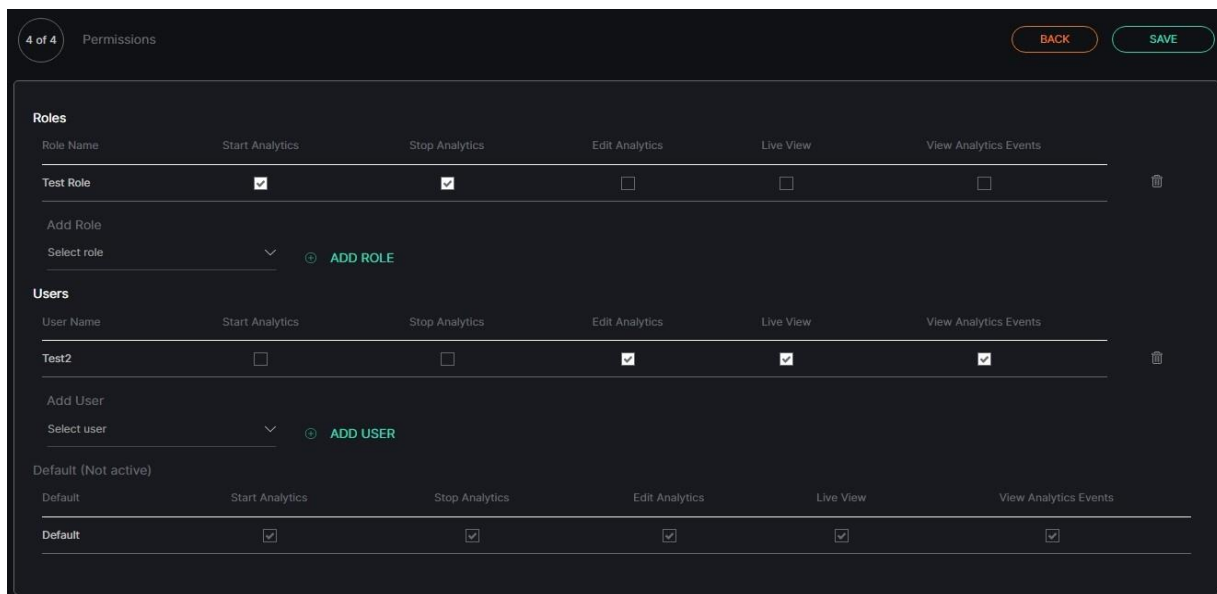 4 of 4 Permissions BACK SAVE
Roles
Role Name Start Analytics Stop Analytics Edit Analytics Live View View Analytics Events
Test Role
Add Role
Select role ADD ROLE
Users
User Name Start Analytics Stop Analytics Edit Analytics Live View View Analytics Events
Test2
Add User
Select user ADD USER
Default (Not active)
Default Start Analytics Stop Analytics Edit Analytics Live View View Analytics Events
Default